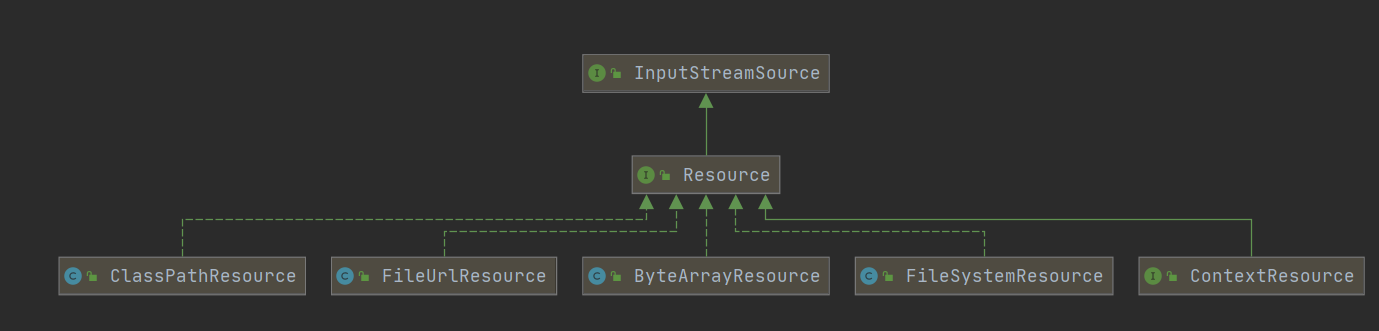 I InputStreamSource
I Resource
C ClassPathResource
C FileUrlResource
C ByteArrayResource
C FileSystemResource
I ContextResource